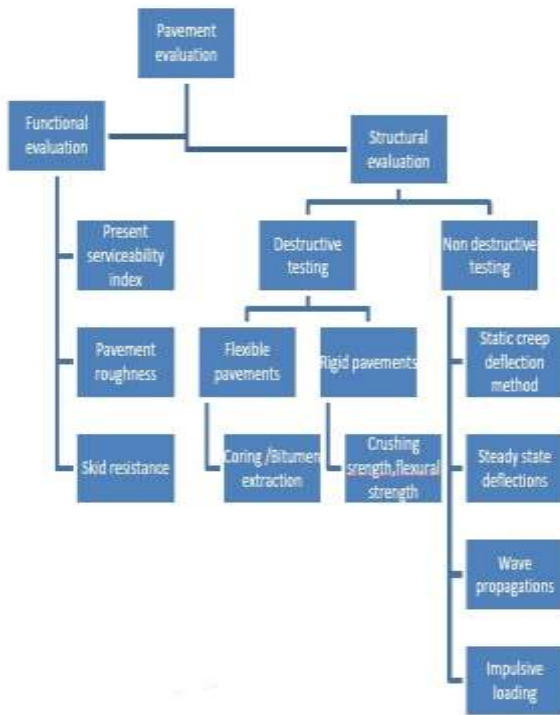 Pavement
evaluation
Functional
evaluation
Structural
evaluation
Present
serviceability
index
Destructive
testing
Non destructive
testing
Pavement
roughness
Flexible
pavements
Rigid pavements
Static creep
deflection
method
Skid resistance
Coring /Bitumen
extraction
Crushing
srength,flexural
strength
Steady state
deflections
Wave
propagations
Impulsive
loading